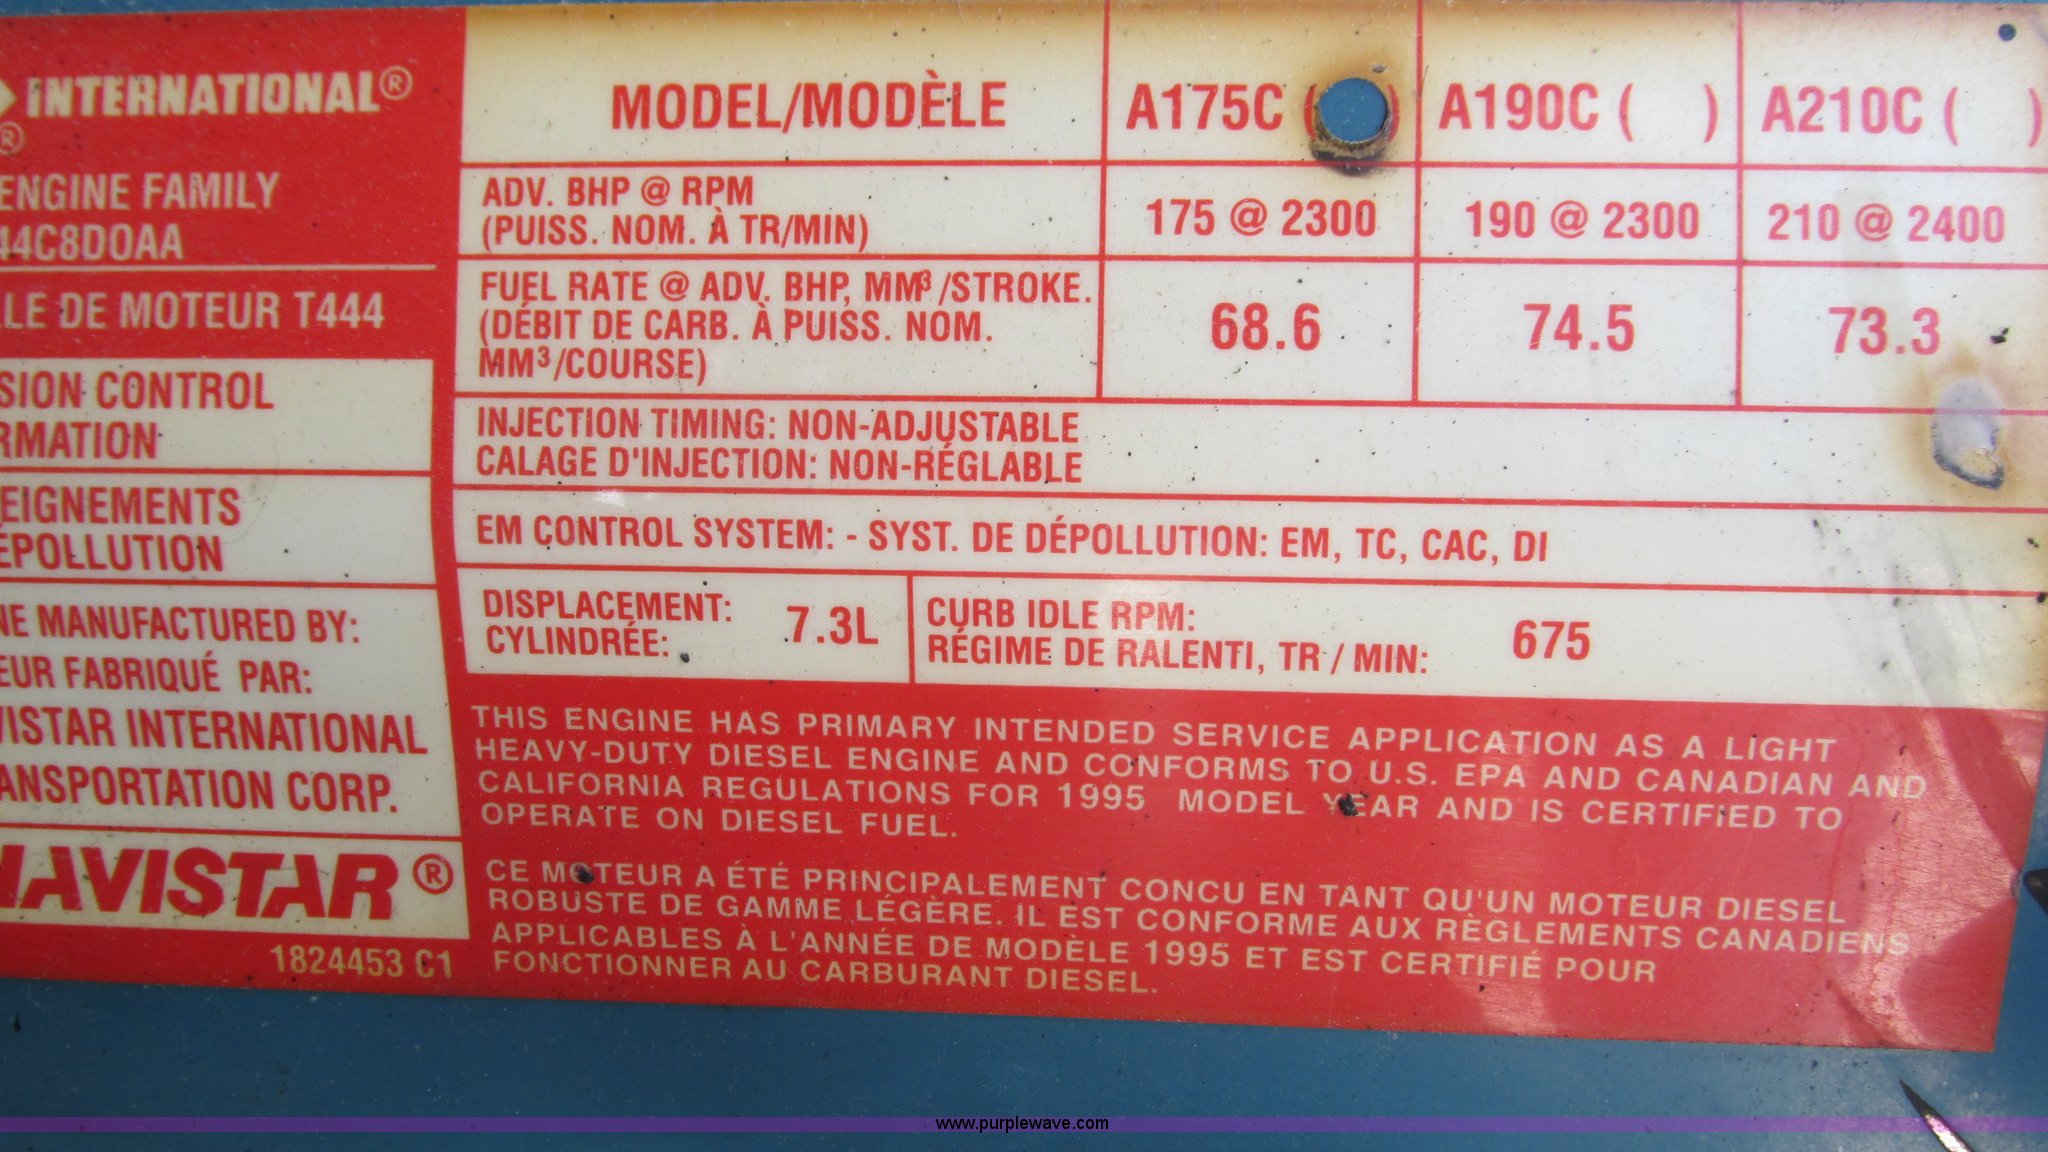 INTERNATIONAL®
®
ENGINE FAMILY
44C8D0AA
LLE DE MOTEUR T444
SION CONTROL
RMATION
EIGNEMENTS
ÉPOLLUTION
NE MANUFACTURED BY:
EUR FABRIQUÉ PAR:
VISTAR INTERNATIONAL
ANSPORTATION CORP.
NAVISTAR®
1824453 C1
MODEL/MODÈLE A175C ( ) A190C ( ) A210C ( )
ADV. BHP @ RPM
(PUISS. NOM. À TR/MIN) 175 @ 2300 190 @ 2300 210 @ 2400
FUEL RATE @ ADV. BHP, MM³/STROKE.
(DÉBIT DE CARB. À PUISS. NOM. 68.6 74.5 73.3
MM³/COURSE)
INJECTION TIMING: NON-ADJUSTABLE
CALAGE D'INJECTION: NON-RÉGLABLE
EM CONTROL SYSTEM: - SYST. DE DÉPOLLUTION: EM, TC, CAC, DI
DISPLACEMENT:
CYLINDRÉE: 7.3L
CURB IDLE RPM:
RÉGIME DE RALENTI, TR / MIN: 675
THIS ENGINE HAS PRIMARY INTENDED SERVICE APPLICATION AS A LIGHT
HEAVY-DUTY DIESEL ENGINE AND CONFORMS TO U.S. EPA AND CANADIAN AND
CALIFORNIA REGULATIONS FOR 1995 MODEL YEAR AND IS CERTIFIED TO
OPERATE ON DIESEL FUEL.
CE MOTEUR A ÉTÉ PRINCIPALEMENT CONCU EN TANT QU'UN MOTEUR DIESEL
ROBUSTE DE GAMME LÉGÈRE. IL EST CONFORME AUX RÈGLEMENTS CANADIENS
APPLICABLES À L'ANNÉE DE MODÈLE 1995 ET EST CERTIFIÉ POUR
FONCTIONNER AU CARBURANT DIESEL.
www.purplewave.com